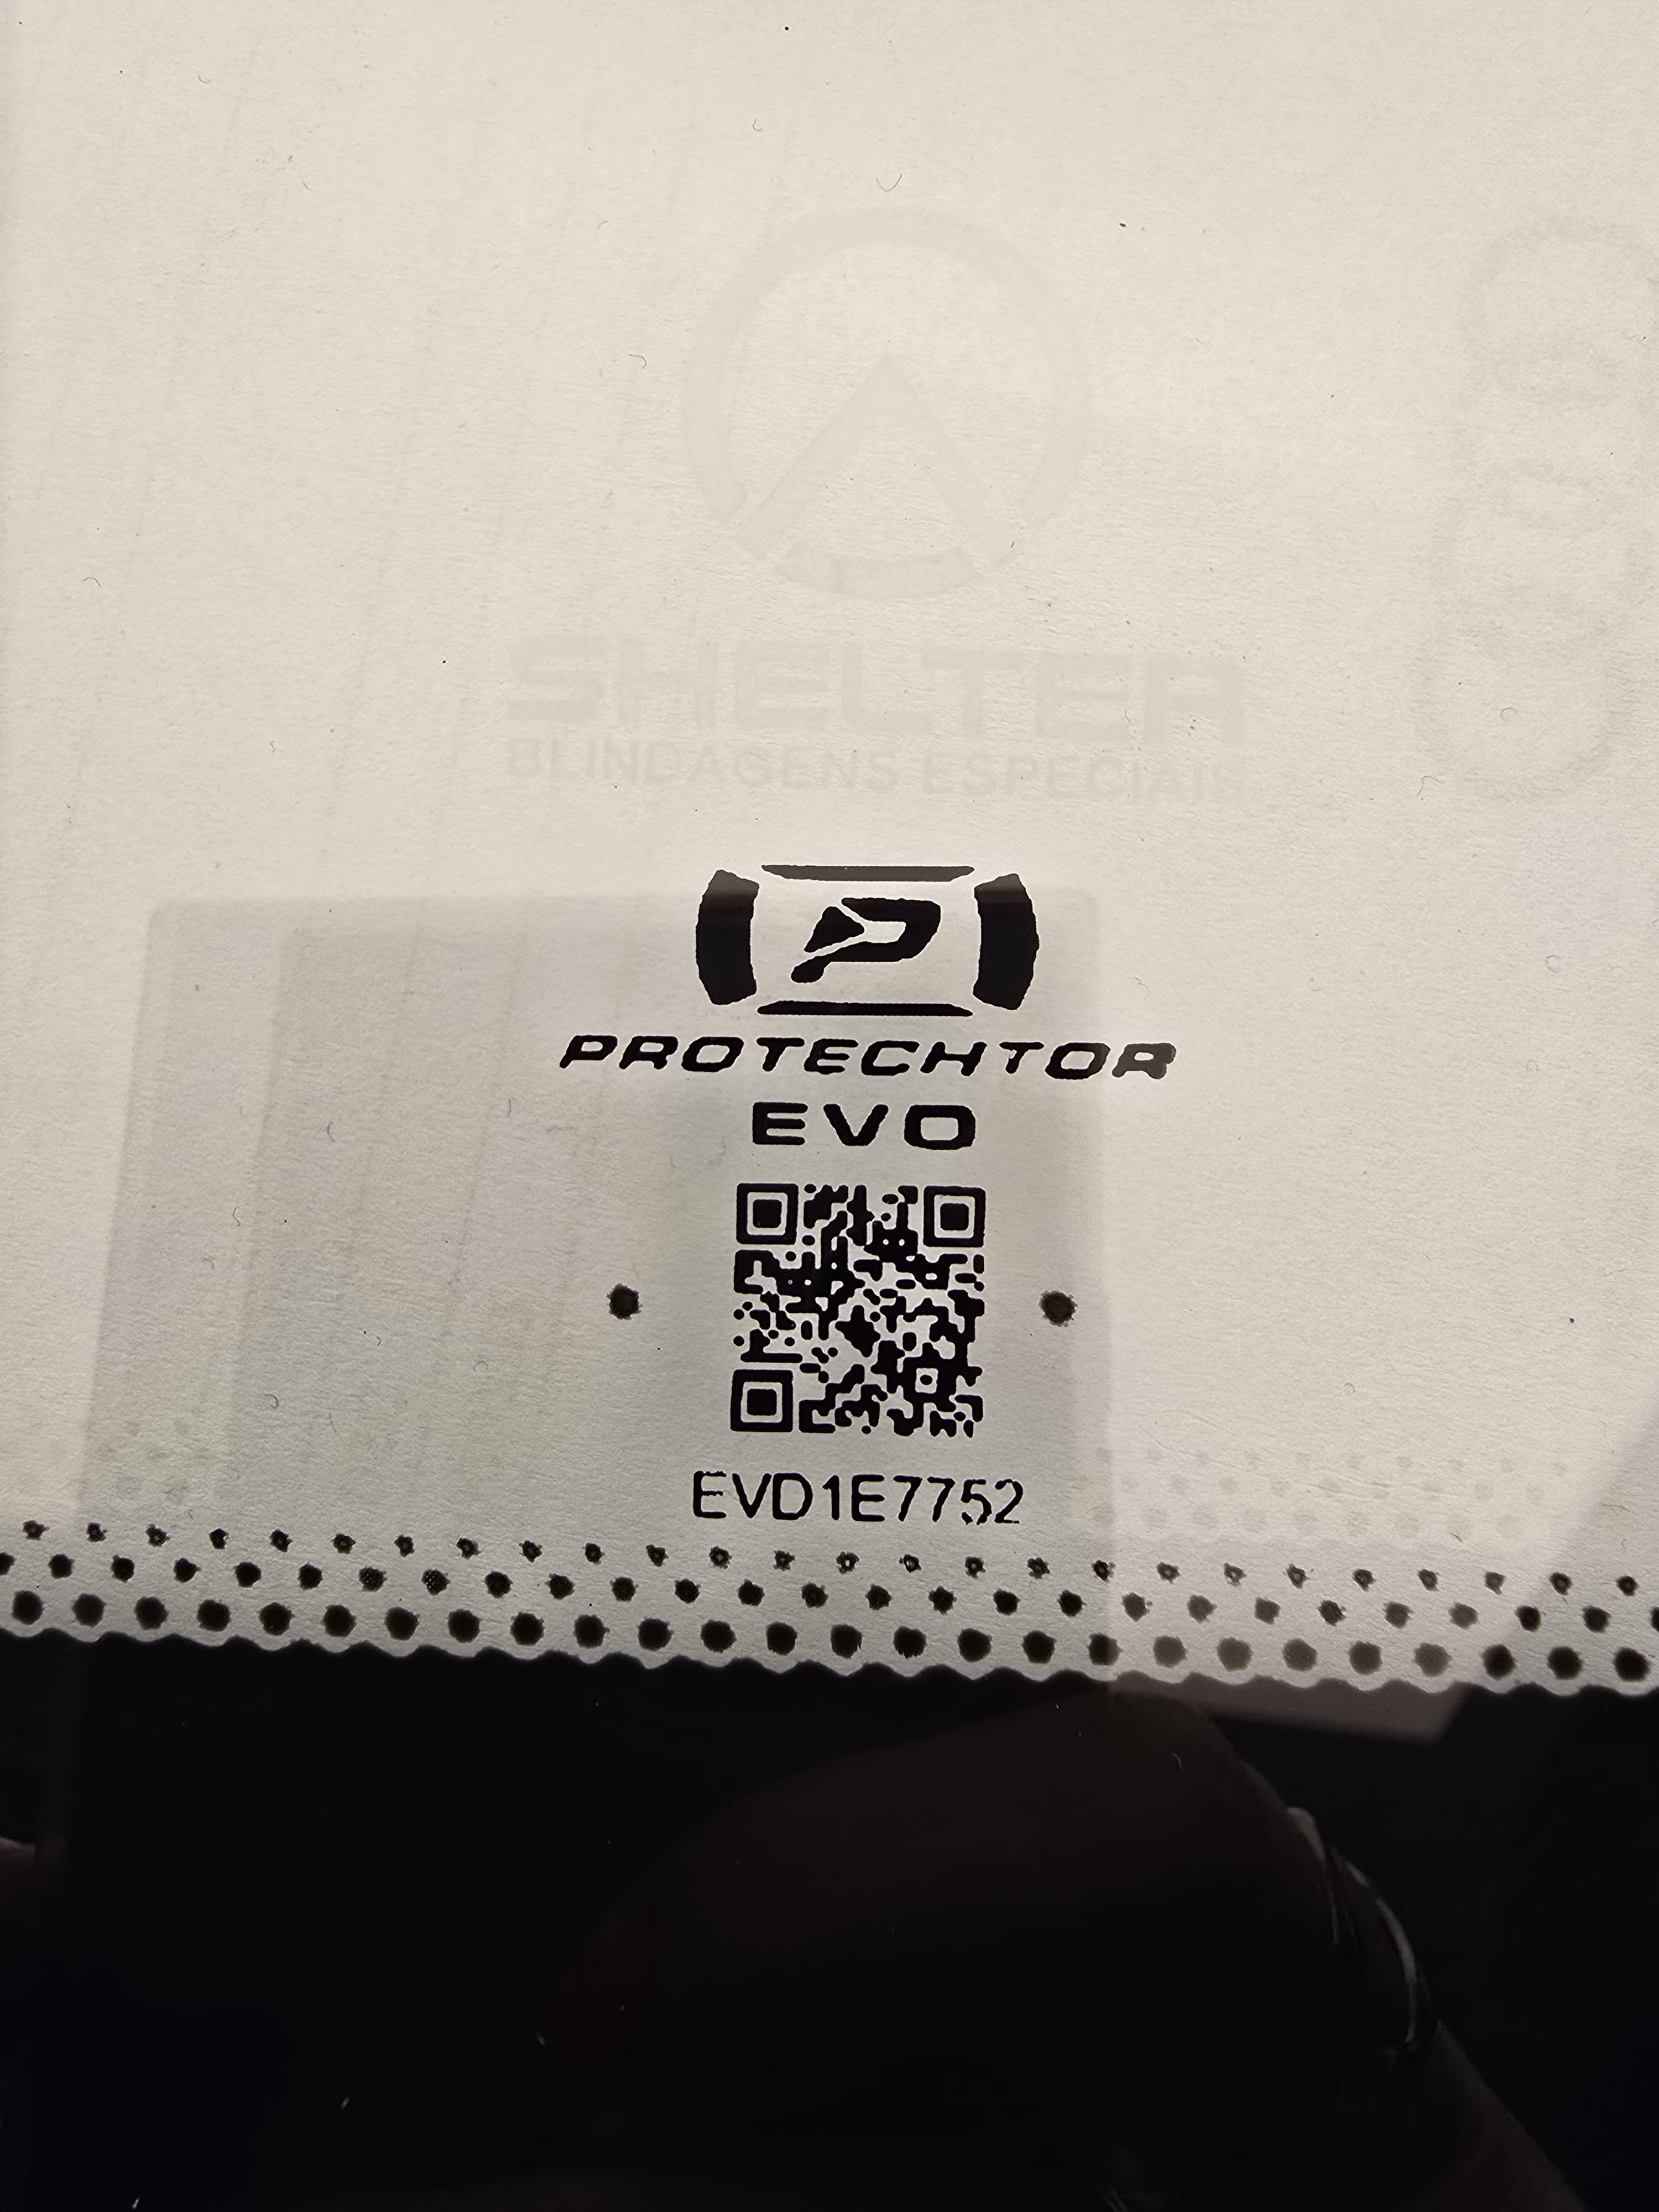 SHELTER
BLINDAGENS ESPECIAIS
PROTECHTOR
EVO
EVD1E7752